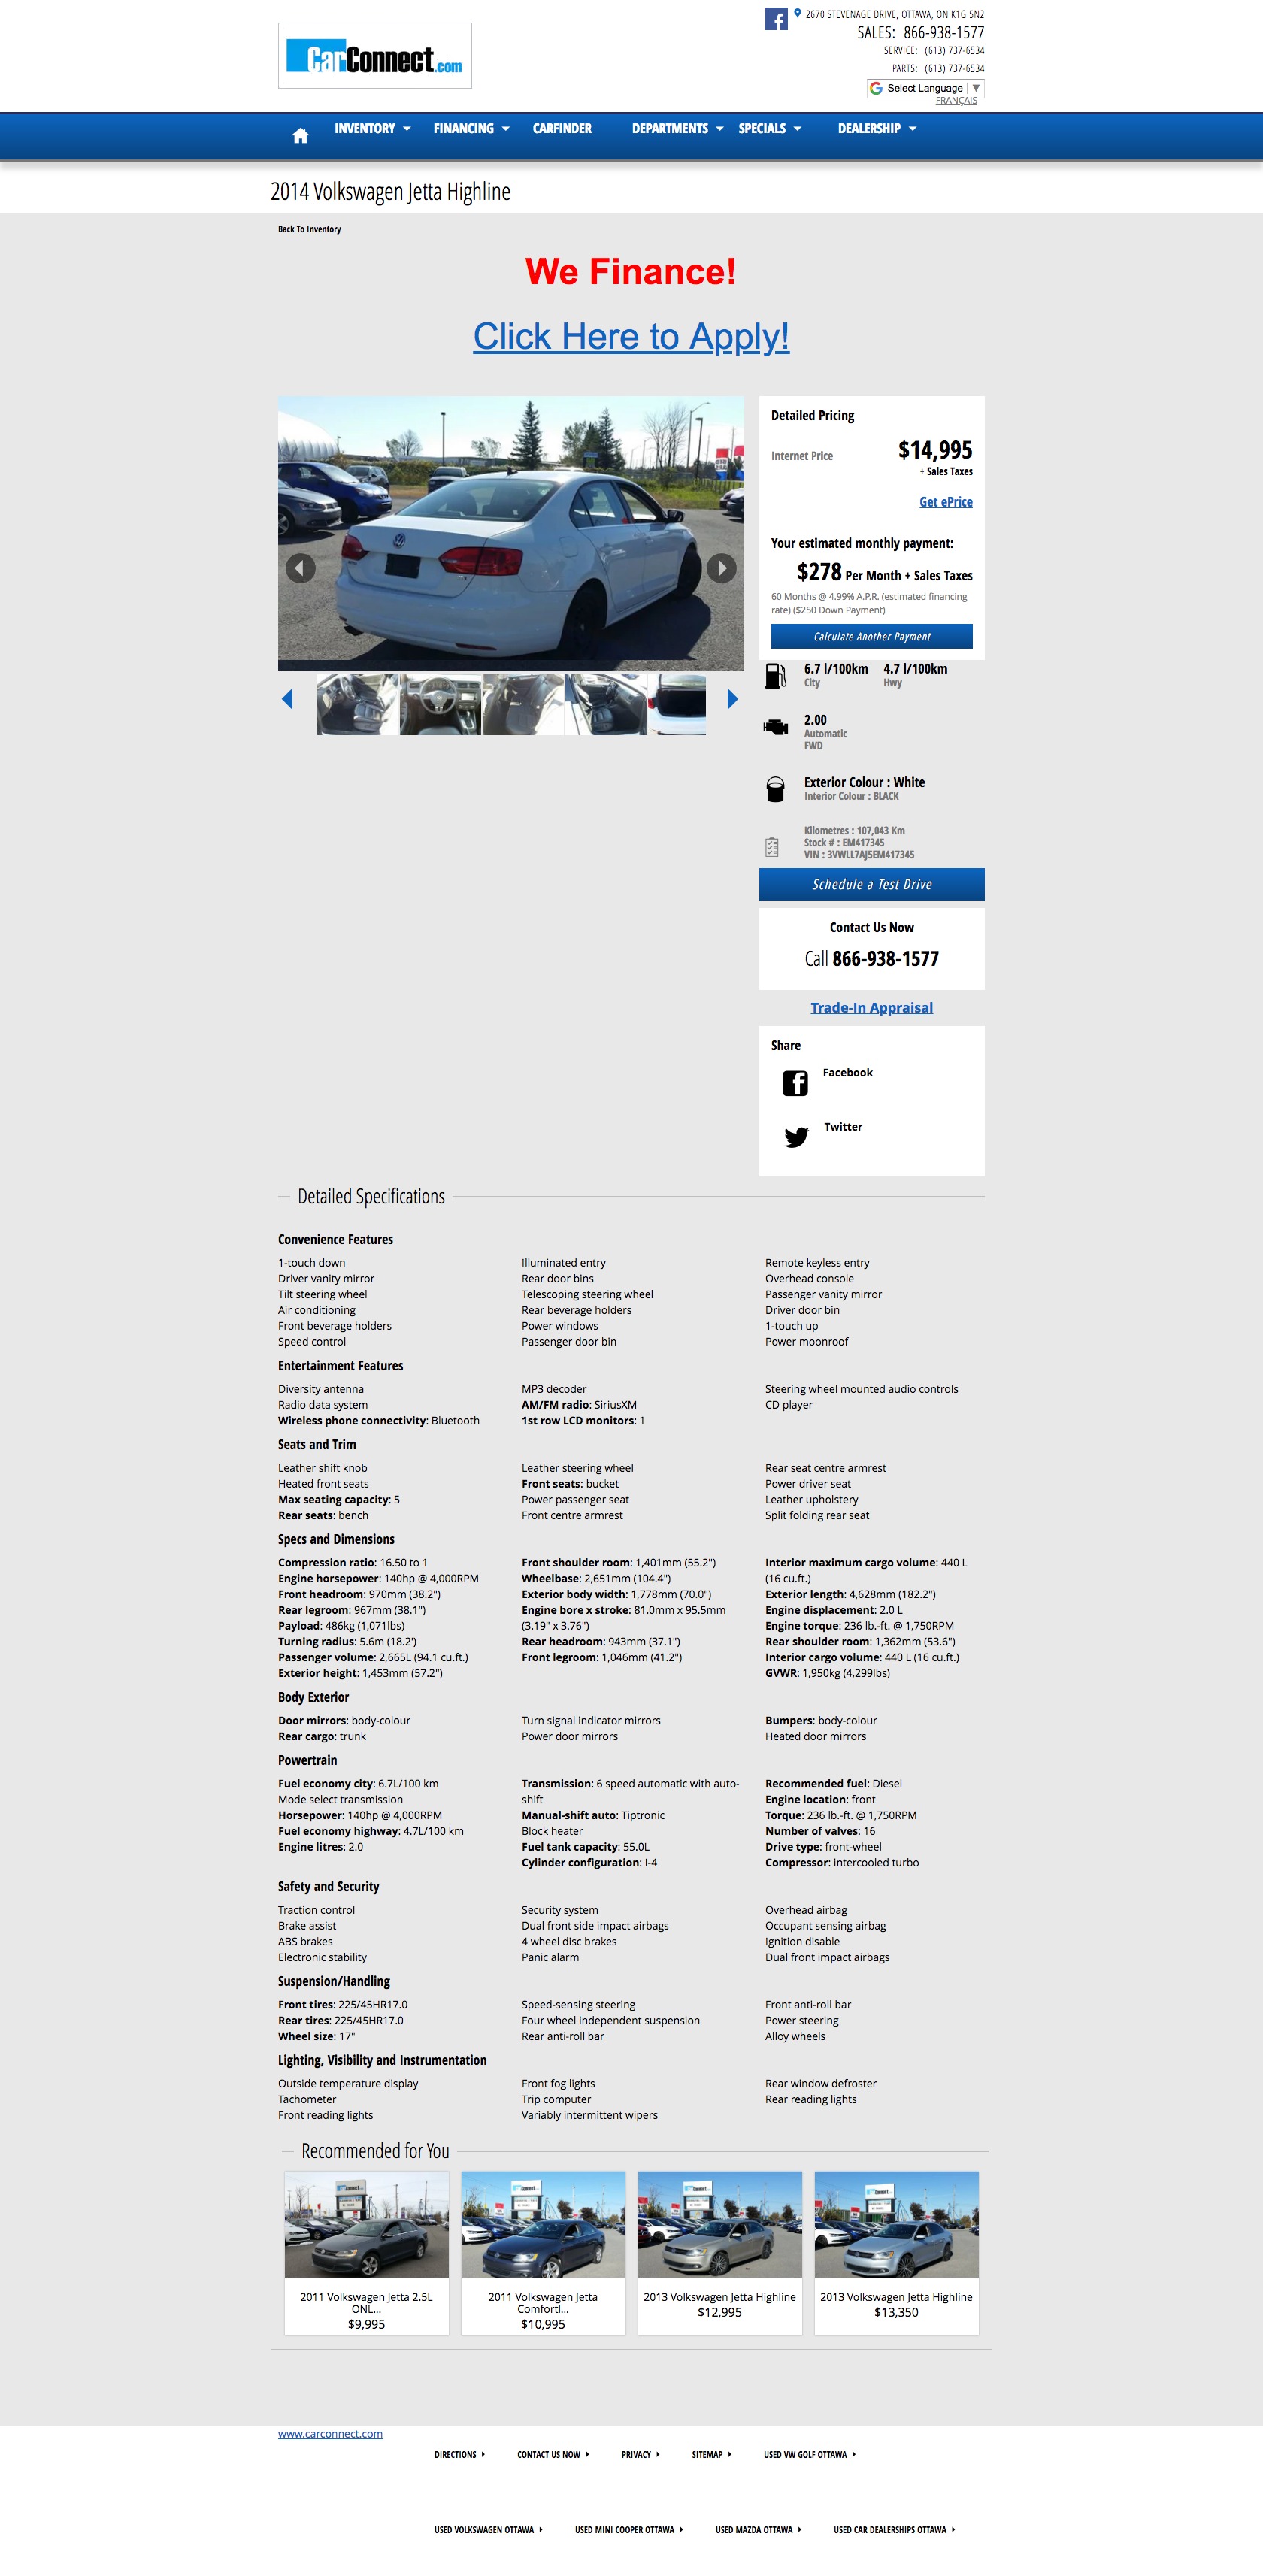 CarConnect.com
2670 STEVENAGE DRIVE, OTTAWA, ON K1G 5N2
SALES: 866-938-1577
SERVICE: (613) 737-6534
PARTS: (613) 737-6534
Select Language ▼
FRANÇAIS
INVENTORY FINANCING CARFINDER DEPARTMENTS SPECIALS DEALERSHIP
2014 Volkswagen Jetta Highline
Back To Inventory
We Finance!
Click Here to Apply!
Detailed Pricing
Internet Price $14,995
+ Sales Taxes
Get ePrice
Your estimated monthly payment:
$278 Per Month + Sales Taxes
60 Months @ 4.99% A.P.R. (estimated financing
rate) ($250 Down Payment)
Calculate Another Payment
6.7 l/100km 4.7 l/100km
City Hwy
2.00
Automatic
FWD
Exterior Colour : White
Interior Colour : BLACK
Kilometres : 107,043 Km
Stock # : EM417345
VIN : 3VWLL7AJ5EM417345
Schedule a Test Drive
Contact Us Now
Call 866-938-1577
Trade-In Appraisal
Share
Facebook
Twitter
Detailed Specifications
Convenience Features
1-touch down Illuminated entry Remote keyless entry
Driver vanity mirror Rear door bins Overhead console
Tilt steering wheel Telescoping steering wheel Passenger vanity mirror
Air conditioning Rear beverage holders Driver door bin
Front beverage holders Power windows 1-touch up
Speed control Passenger door bin Power moonroof
Entertainment Features
Diversity antenna MP3 decoder Steering wheel mounted audio controls
Radio data system AM/FM radio: SiriusXM CD player
Wireless phone connectivity: Bluetooth 1st row LCD monitors: 1
Seats and Trim
Leather shift knob Leather steering wheel Rear seat centre armrest
Heated front seats Front seats: bucket Power driver seat
Max seating capacity: 5 Power passenger seat Leather upholstery
Rear seats: bench Front centre armrest Split folding rear seat
Specs and Dimensions
Compression ratio: 16.50 to 1 Front shoulder room: 1,401mm (55.2") Interior maximum cargo volume: 440 L
Engine horsepower: 140hp @ 4,000RPM Wheelbase: 2,651mm (104.4") (16 cu.ft.)
Front headroom: 970mm (38.2") Exterior body width: 1,778mm (70.0") Exterior length: 4,628mm (182.2")
Rear legroom: 967mm (38.1") Engine bore x stroke: 81.0mm x 95.5mm Engine displacement: 2.0 L
Payload: 486kg (1,071lbs) (3.19" x 3.76") Engine torque: 236 lb.-ft. @ 1,750RPM
Turning radius: 5.6m (18.2') Rear headroom: 943mm (37.1") Rear shoulder room: 1,362mm (53.6")
Passenger volume: 2,665L (94.1 cu.ft.) Front legroom: 1,046mm (41.2") Interior cargo volume: 440 L (16 cu.ft.)
Exterior height: 1,453mm (57.2") GVWR: 1,950kg (4,299lbs)
Body Exterior
Door mirrors: body-colour Turn signal indicator mirrors Bumpers: body-colour
Rear cargo: trunk Power door mirrors Heated door mirrors
Powertrain
Fuel economy city: 6.7L/100 km Transmission: 6 speed automatic with auto- Recommended fuel: Diesel
Mode select transmission shift Engine location: front
Horsepower: 140hp @ 4,000RPM Manual-shift auto: Tiptronic Torque: 236 lb.-ft. @ 1,750RPM
Fuel economy highway: 4.7L/100 km Block heater Number of valves: 16
Engine litres: 2.0 Fuel tank capacity: 55.0L Drive type: front-wheel
Cylinder configuration: I-4 Compressor: intercooled turbo
Safety and Security
Traction control Security system Overhead airbag
Brake assist Dual front side impact airbags Occupant sensing airbag
ABS brakes 4 wheel disc brakes Ignition disable
Electronic stability Panic alarm Dual front impact airbags
Suspension/Handling
Front tires: 225/45HR17.0 Speed-sensing steering Front anti-roll bar
Rear tires: 225/45HR17.0 Four wheel independent suspension Power steering
Wheel size: 17" Rear anti-roll bar Alloy wheels
Lighting, Visibility and Instrumentation
Outside temperature display Front fog lights Rear window defroster
Tachometer Trip computer Rear reading lights
Front reading lights Variably intermittent wipers
Recommended for You
2011 Volkswagen Jetta 2.5L 2011 Volkswagen Jetta 2013 Volkswagen Jetta Highline 2013 Volkswagen Jetta Highline
ONL... Comfortl... $12,995 $13,350
$9,995 $10,995
www.carconnect.com
DIRECTIONS CONTACT US NOW PRIVACY SITEMAP USED VW GOLF OTTAWA
USED VOLKSWAGEN OTTAWA USED MINI COOPER OTTAWA USED MAZDA OTTAWA USED CAR DEALERSHIPS OTTAWA